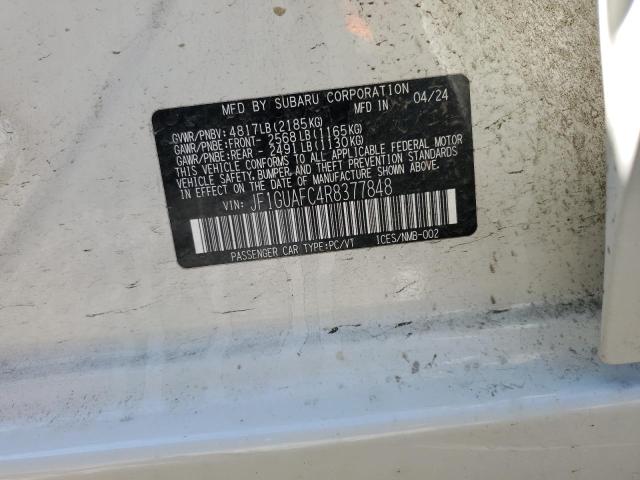 MFD BY SUBARU CORPORATION
MFD IN 04/24
GVWR/PNBV: 4817LB(2185KG)
GAWR/PNBE: FRONT - 2568LB(1165KG)
GAWR/PNBE: REAR - 2491LB(1130KG)
THIS VEHICLE CONFORMS TO ALL APPLICABLE FEDERAL MOTOR
VEHICLE SAFETY, BUMPER, AND THEFT PREVENTION STANDARDS
IN EFFECT ON THE DATE OF MANUFACTURE SHOWN ABOVE.
VIN: JF1GUAFC4R8377848
PASSENGER CAR TYPE:PC/VT ICES/NMB-002